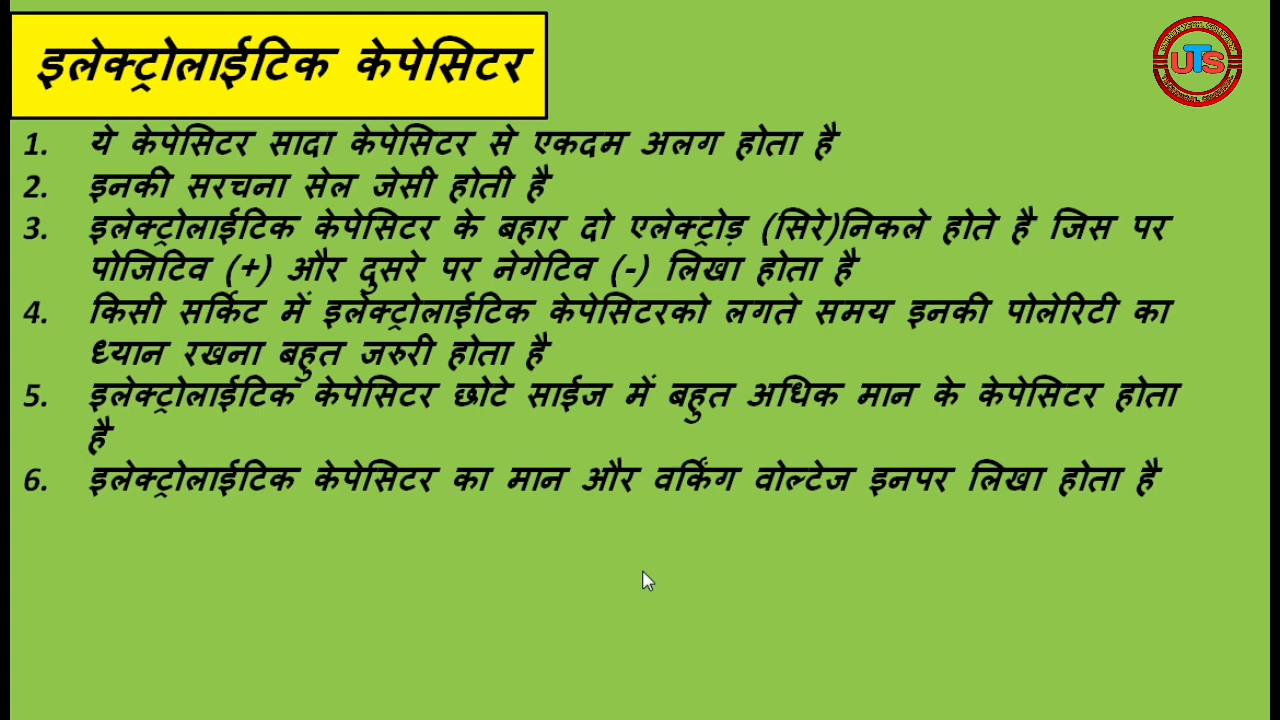 इलेक्ट्रोलाईटिक केपेसिटर
UTS
1. ये केपेसिटर सादा केपेसिटर से एकदम अलग होता है
2. इनकी सरचना सेल जेसी होती है
3. इलेक्ट्रोलाईटिक केपेसिटर के बहार दो एलेक्ट्रोड़ (सिरे)निकले होते है जिस पर
पोजिटिव (+) और दुसरे पर नेगेटिव (-) लिखा होता है
4. किसी सर्किट में इलेक्ट्रोलाईटिक केपेसिटरको लगते समय इनकी पोलेरिटी का
ध्यान रखना बहुत जरुरी होता है
5. इलेक्ट्रोलाईटिक केपेसिटर छोटे साईज में बहुत अधिक मान के केपेसिटर होता
है
6. इलेक्ट्रोलाईटिक केपेसिटर का मान और वर्किंग वोल्टेज इनपर लिखा होता है